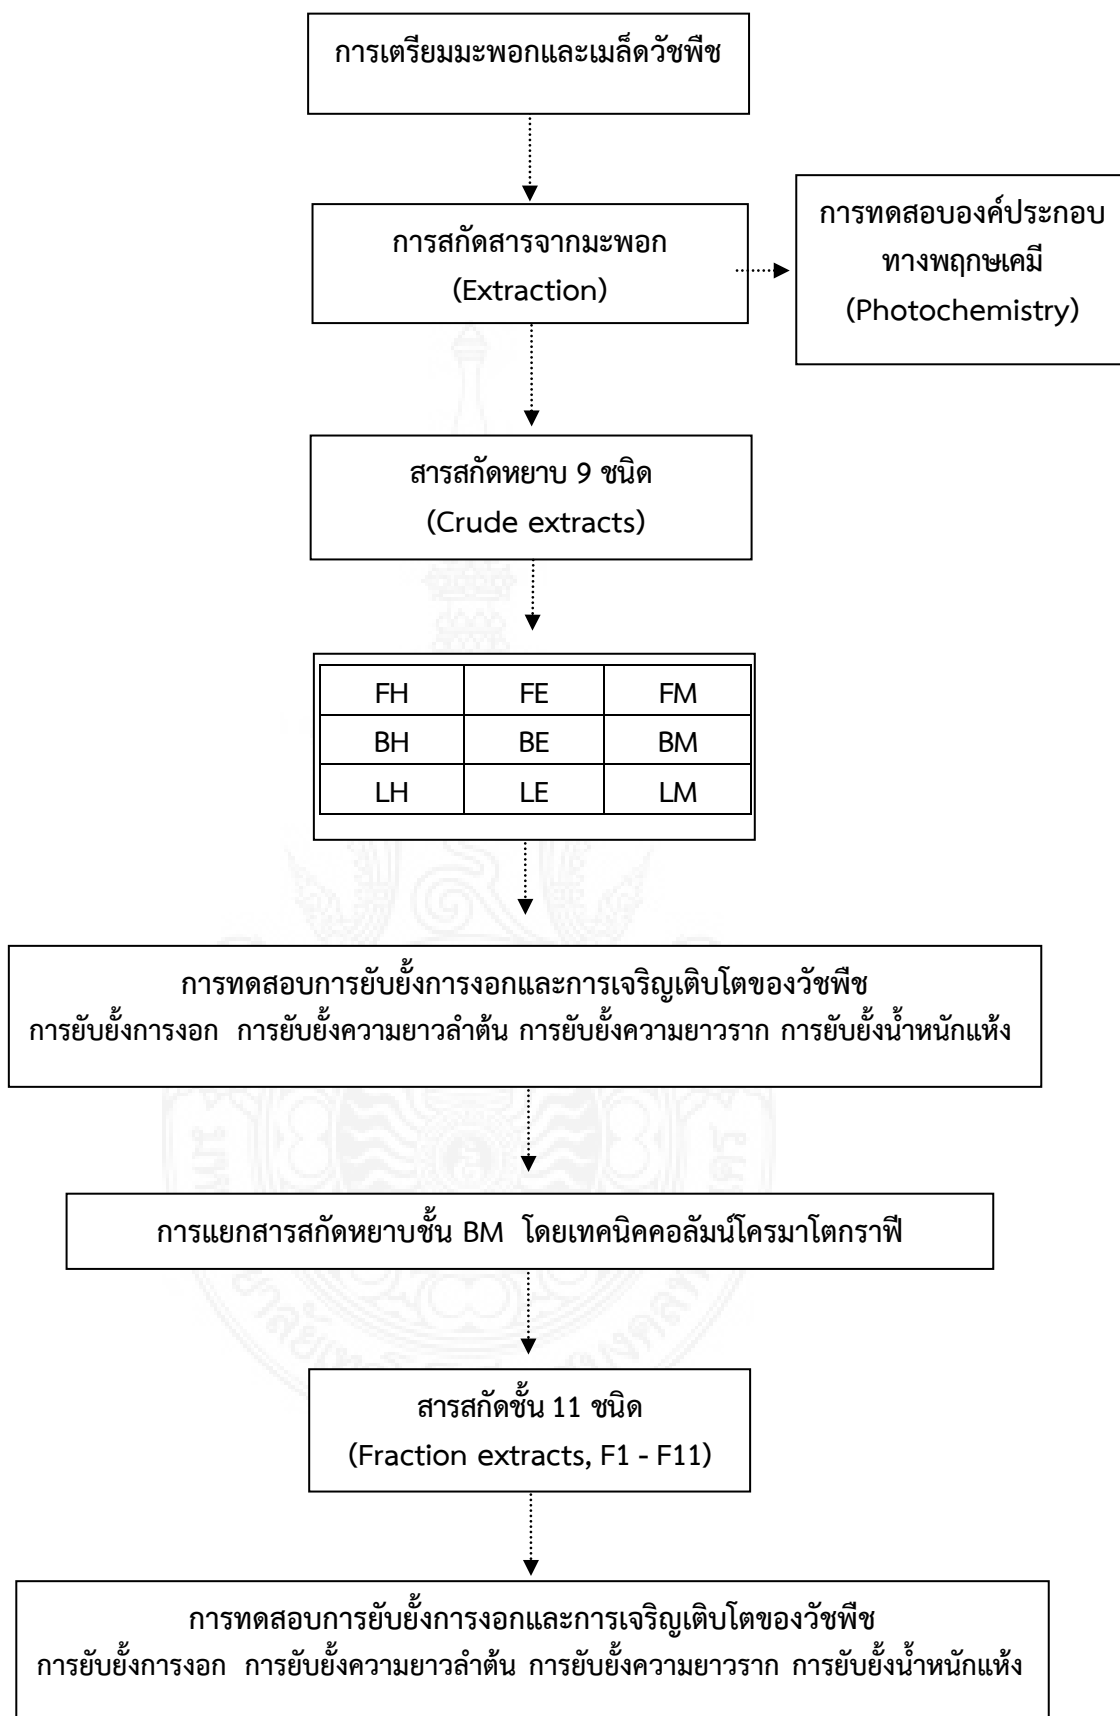 การเตรียมมะพอกและเมล็ดวัชพืช
การสกัดสารจากมะพอก
(Extraction)
การทดสอบองค์ประกอบ
ทางพฤกษเคมี
(Photochemistry)
สารสกัดหยาบ 9 ชนิด
(Crude extracts)
FH FE FM
BH BE BM
LH LE LM
การทดสอบการยับยั้งการงอกและการเจริญเติบโตของวัชพืช
การยับยั้งการงอก การยับยั้งความยาวลำต้น การยับยั้งความยาวราก การยับยั้งน้ำหนักแห้ง
การแยกสารสกัดหยาบชั้น BM โดยเทคนิคคอลัมน์โครมาโตกราฟี
สารสกัดชั้น 11 ชนิด
(Fraction extracts, F1 - F11)
การทดสอบการยับยั้งการงอกและการเจริญเติบโตของวัชพืช
การยับยั้งการงอก การยับยั้งความยาวลำต้น การยับยั้งความยาวราก การยับยั้งน้ำหนักแห้ง